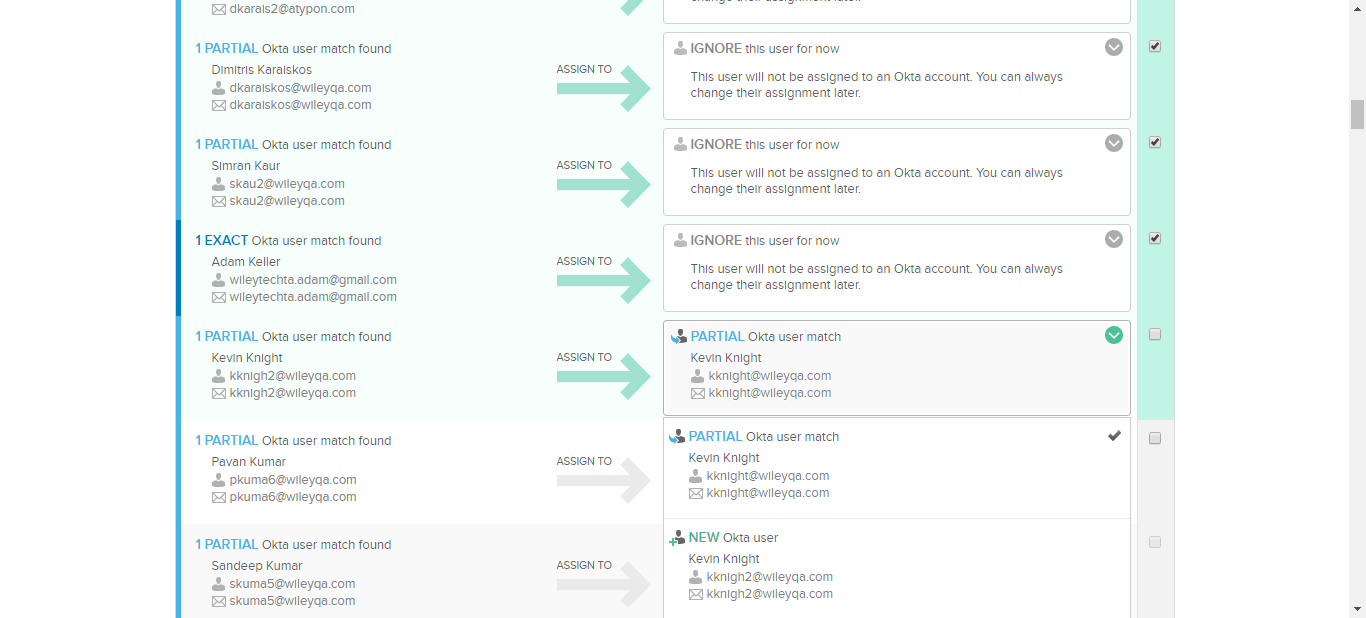 dkarais2@atypon.com
change their assignment later.
1 PARTIAL Okta user match found
Dimitris Karaiskos
dkaraiskos@wileyqa.com
dkaraiskos@wileyqa.com
ASSIGN TO
IGNORE this user for now
This user will not be assigned to an Okta account. You can always
change their assignment later.
1 PARTIAL Okta user match found
Simran Kaur
skau2@wileyqa.com
skau2@wileyqa.com
ASSIGN TO
IGNORE this user for now
This user will not be assigned to an Okta account. You can always
change their assignment later.
1 EXACT Okta user match found
Adam Keller
wileytechta.adam@gmail.com
wileytechta.adam@gmail.com
ASSIGN TO
IGNORE this user for now
This user will not be assigned to an Okta account. You can always
change their assignment later.
1 PARTIAL Okta user match found
Kevin Knight
kknigh2@wileyqa.com
kknigh2@wileyqa.com
ASSIGN TO
PARTIAL Okta user match
Kevin Knight
kknight@wileyqa.com
kknight@wileyqa.com
1 PARTIAL Okta user match found
Pavan Kumar
pkuma6@wileyqa.com
pkuma6@wileyqa.com
ASSIGN TO
PARTIAL Okta user match
Kevin Knight
kknight@wileyqa.com
kknight@wileyqa.com
1 PARTIAL Okta user match found
Sandeep Kumar
skuma5@wileyqa.com
skuma5@wileyqa.com
ASSIGN TO
NEW Okta user
Kevin Knight
kknigh2@wileyqa.com
kknigh2@wileyqa.com